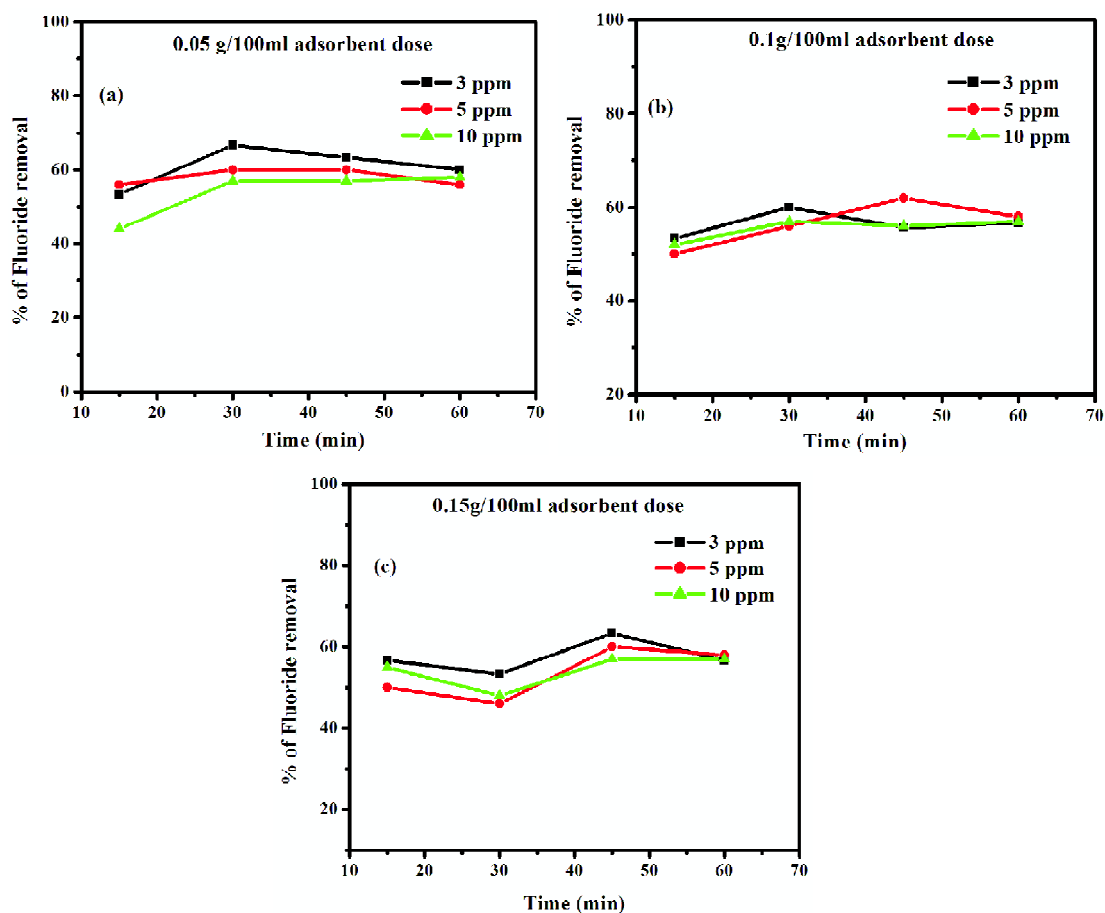 0.05 g/100ml adsorbent dose
(a)
3 ppm
5 ppm
10 ppm
% of Fluoride removal
100
80
60
40
20
0
10 20 30 40 50 60 70
Time (min)
0.1g/100ml adsorbent dose
(b)
3 ppm
5 ppm
10 ppm
% of Fluoride removal
100
80
60
40
20
10 20 30 40 50 60 70
Time (min)
0.15g/100ml adsorbent dose
(c)
3 ppm
5 ppm
10 ppm
% of Fluoride removal
100
80
60
40
20
10 20 30 40 50 60 70
Time (min)